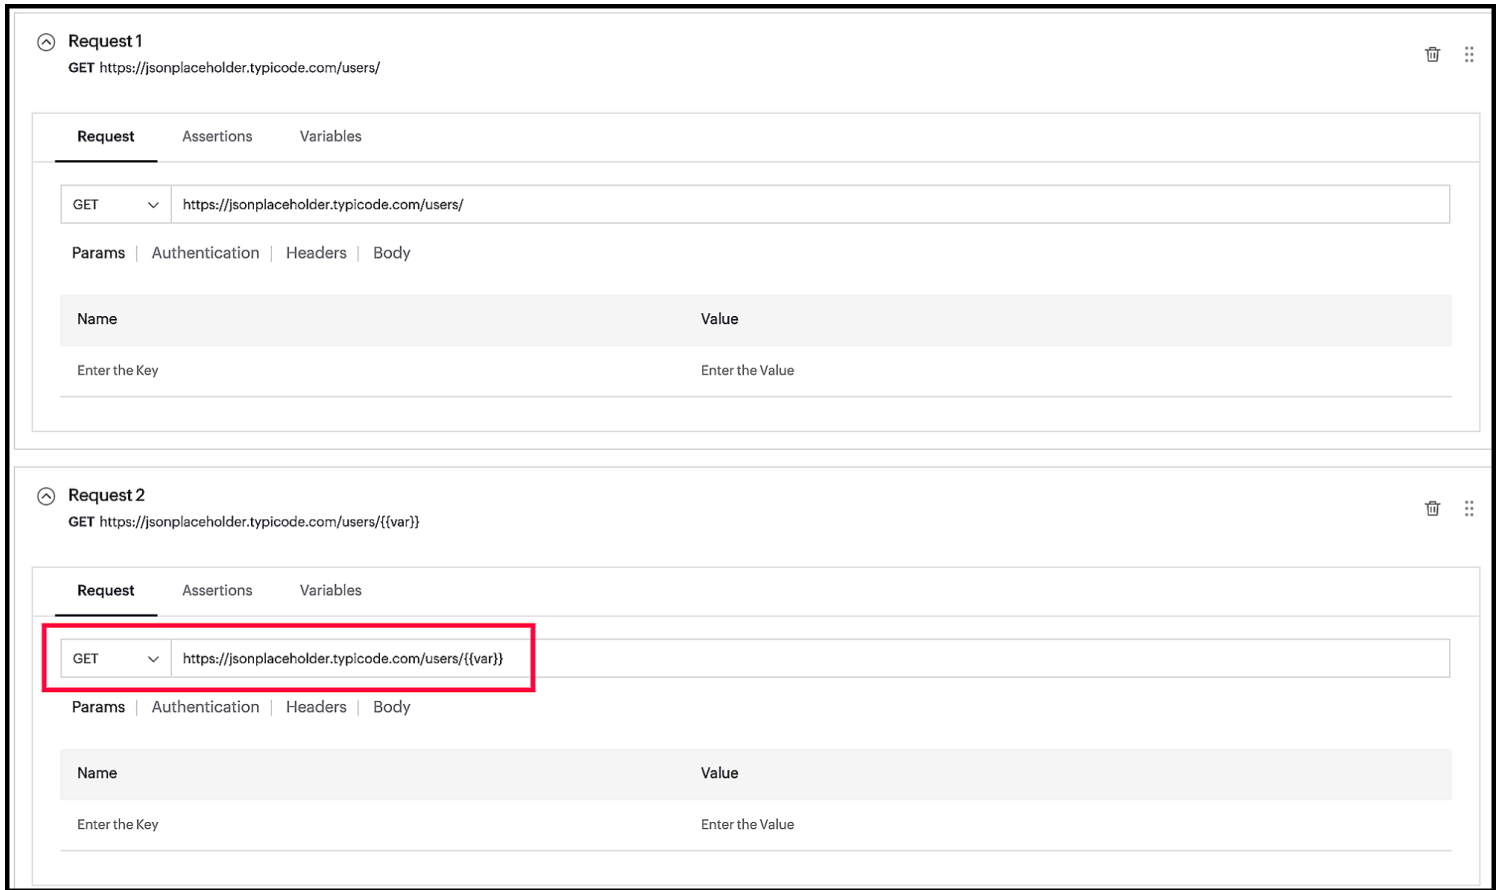 Request 1
GET https://jsonplaceholder.typicode.com/users/
Request Assertions Variables
GET https://jsonplaceholder.typicode.com/users/
Params | Authentication | Headers | Body
Name Value
Enter the Key Enter the Value
Request 2
GET https://jsonplaceholder.typicode.com/users/{{var}}
Request Assertions Variables
GET https://jsonplaceholder.typicode.com/users/{{var}}
Params | Authentication | Headers | Body
Name Value
Enter the Key Enter the Value